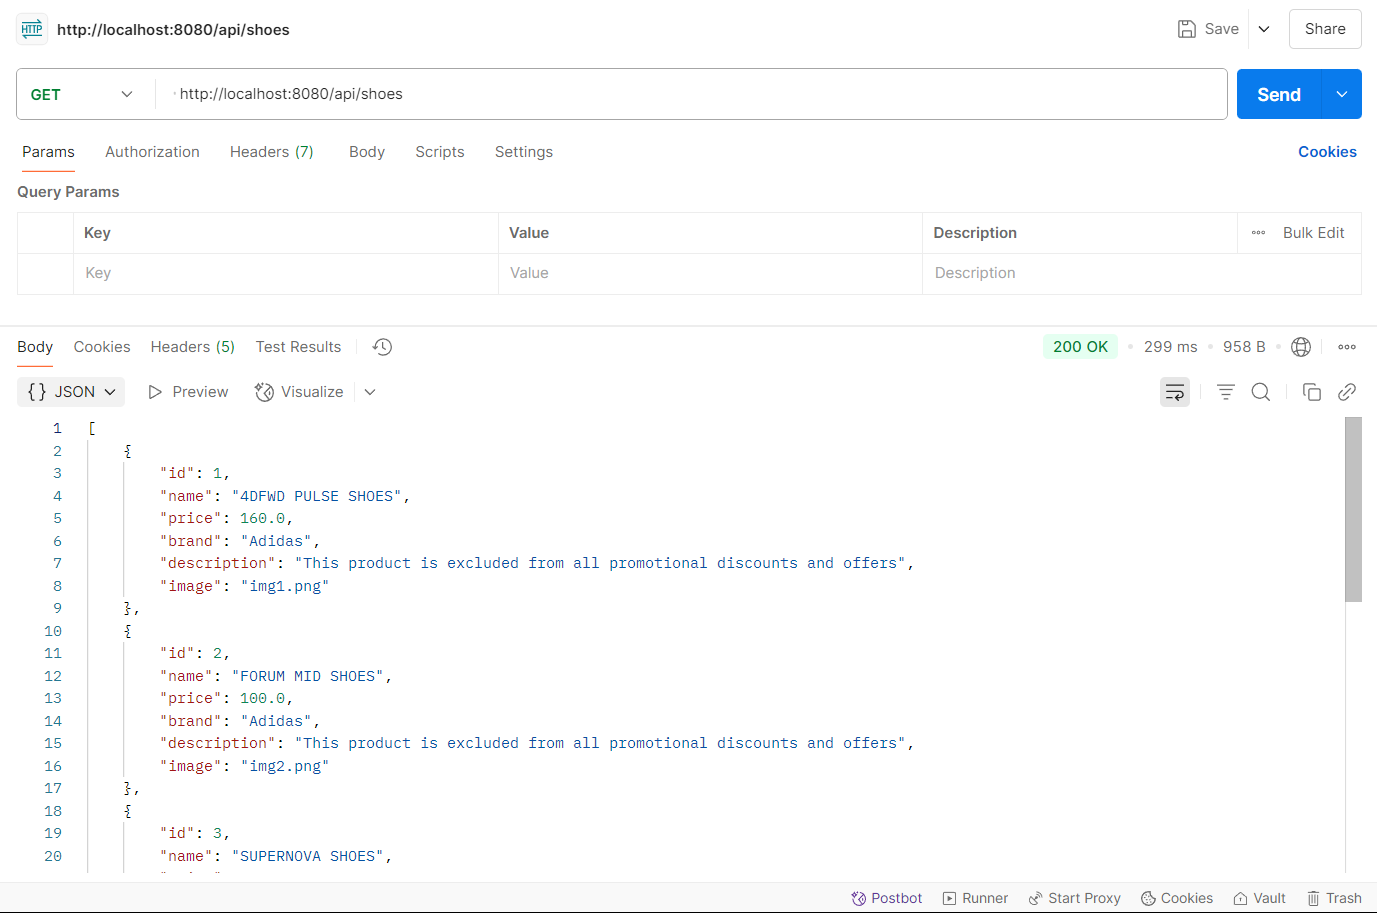 HTTP http://localhost:8080/api/shoes Save Share
GET http://localhost:8080/api/shoes Send
Params Authorization Headers (7) Body Scripts Settings Cookies
Query Params
Key Value Description Bulk Edit
Key Value Description
Body Cookies Headers (5) Test Results 200 OK 299 ms 958 B
{} JSON Preview Visualize
1 [
2 {
3 "id": 1,
4 "name": "4DFWD PULSE SHOES",
5 "price": 160.0,
6 "brand": "Adidas",
7 "description": "This product is excluded from all promotional discounts and offers",
8 "image": "img1.png"
9 },
10 {
11 "id": 2,
12 "name": "FORUM MID SHOES",
13 "price": 100.0,
14 "brand": "Adidas",
15 "description": "This product is excluded from all promotional discounts and offers",
16 "image": "img2.png"
17 },
18 {
19 "id": 3,
20 "name": "SUPERNOVA SHOES",
Postbot Runner Start Proxy Cookies Vault Trash